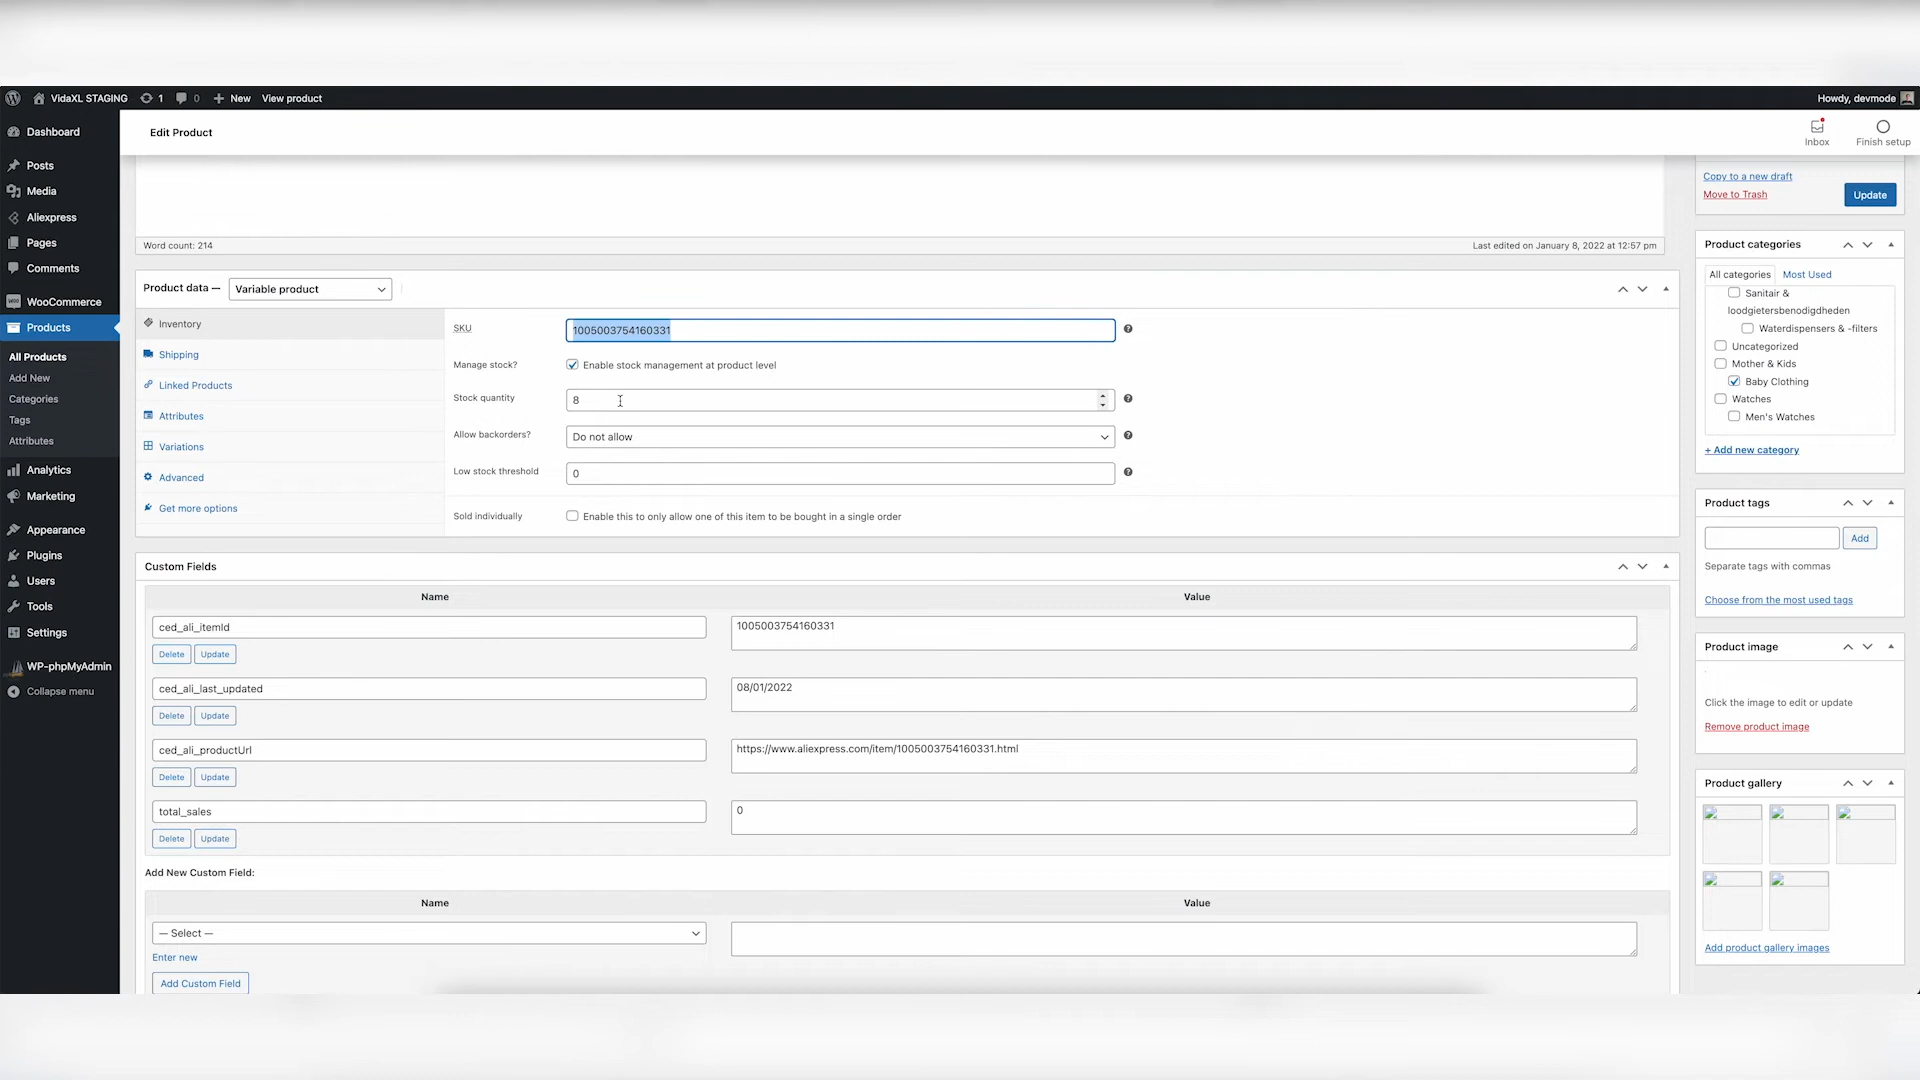 VidaXL STAGING
1
0
New
View product
Howdy, devmode
Dashboard
Posts
Media
Aliexpress
Pages
Comments
WooCommerce
Products
All Products
Add New
Categories
Tags
Attributes
Analytics
Marketing
Appearance
Plugins
Users
Tools
Settings
WP-phpMyAdmin
Collapse menu
Edit Product
Inbox
Finish setup
Word count: 214
Last edited on January 8, 2022 at 12:57 pm
Product data —
Variable product
Inventory
Shipping
Linked Products
Attributes
Variations
Advanced
Get more options
SKU
1005003754160331
Manage stock?
Enable stock management at product level
Stock quantity
8
Allow backorders?
Do not allow
Low stock threshold
0
Sold individually
Enable this to only allow one of this item to be bought in a single order
Custom Fields
Name
Value
ced_ali_itemId
1005003754160331
Delete
Update
ced_ali_last_updated
08/01/2022
Delete
Update
ced_ali_productUrl
https://www.aliexpress.com/item/1005003754160331.html
Delete
Update
total_sales
0
Delete
Update
Add New Custom Field:
Name
Value
— Select —
Enter new
Add Custom Field
Copy to a new draft
Move to Trash
Update
Product categories
All categories
Most Used
Sanitair &
loodgietersbenodigdheden
Waterdispensers & -filters
Uncategorized
Mother & Kids
Baby Clothing
Watches
Men's Watches
+ Add new category
Product tags
Add
Separate tags with commas
Choose from the most used tags
Product image
Click the image to edit or update
Remove product image
Product gallery
Add product gallery images